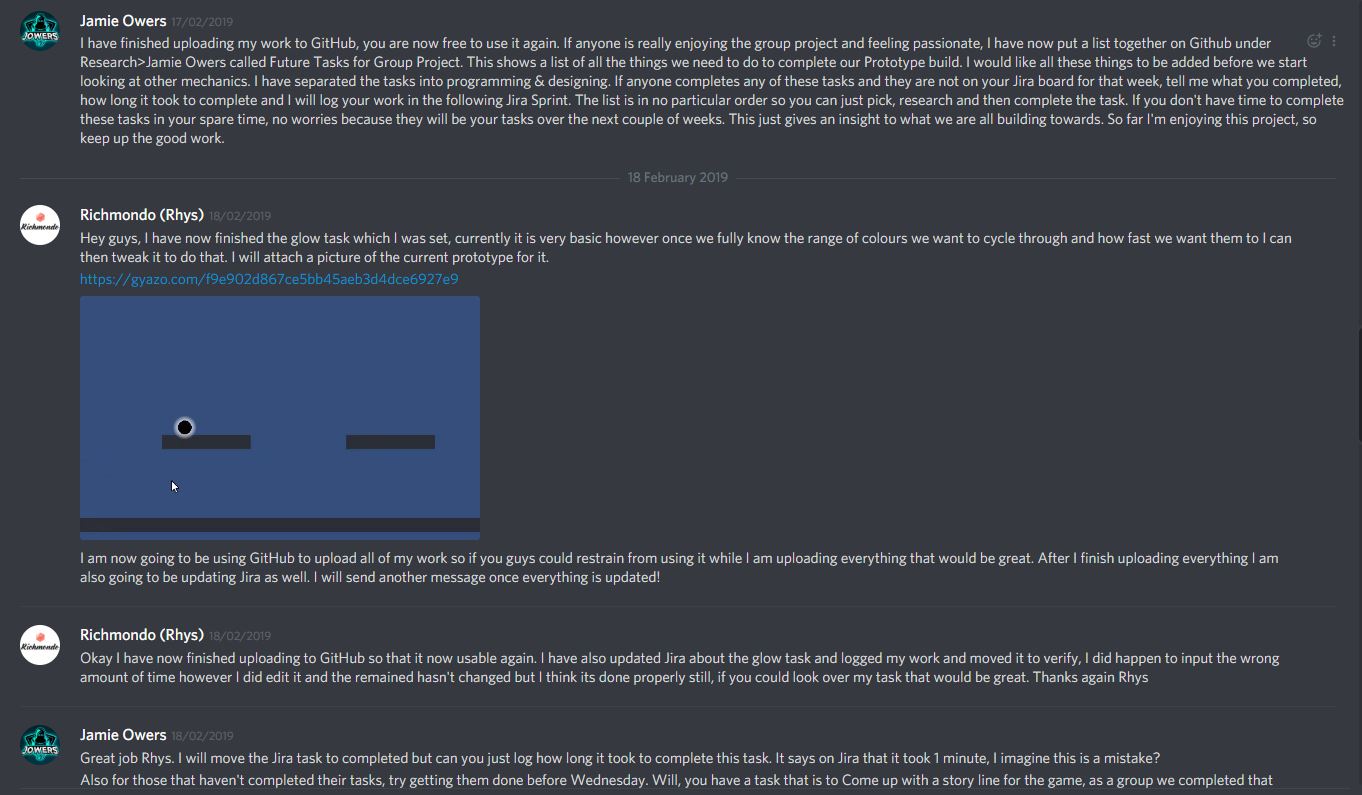 Jamie Owers 17/02/2019
I have finished uploading my work to GitHub, you are now free to use it again. If anyone is really enjoying the group project and feeling passionate, I have now put a list together on Github under
Research>Jamie Owers called Future Tasks for Group Project. This shows a list of all the things we need to do to complete our Prototype build. I would like all these things to be added before we start
looking at other mechanics. I have separated the tasks into programming & designing. If anyone completes any of these tasks and they are not on your Jira board for that week, tell me what you completed,
how long it took to complete and I will log your work in the following Jira Sprint. The list is in no particular order so you can just pick, research and then complete the task. If you don't have time to complete
these tasks in your spare time, no worries because they will be your tasks over the next couple of weeks. This just gives an insight to what we are all building towards. So far I'm enjoying this project, so
keep up the good work.
18 February 2019
Richmondo (Rhys) 18/02/2019
Hey guys, I have now finished the glow task which I was set, currently it is very basic however once we fully know the range of colours we want to cycle through and how fast we want them to I can
then tweak it to do that. I will attach a picture of the current prototype for it.
https://gyazo.com/f9e902d867ce5bb45aeb3d4dce6927e9
I am now going to be using GitHub to upload all of my work so if you guys could restrain from using it while I am uploading everything that would be great. After I finish uploading everything I am
also going to be updating Jira as well. I will send another message once everything is updated!
Richmondo (Rhys) 18/02/2019
Okay I have now finished uploading to GitHub so that it now usable again. I have also updated Jira about the glow task and logged my work and moved it to verify, I did happen to input the wrong
amount of time however I did edit it and the remained hasn't changed but I think its done properly still, if you could look over my task that would be great. Thanks again Rhys
Jamie Owers 18/02/2019
Great job Rhys. I will move the Jira task to completed but can you just log how long it took to complete this task. It says on Jira that it took 1 minute, I imagine this is a mistake?
Also for those that haven't completed their tasks, try getting them done before Wednesday. Will, you have a task that is to Come up with a story line for the game, as a group we completed that
JOWERS
Richmondo
Richmondo
JOWERS